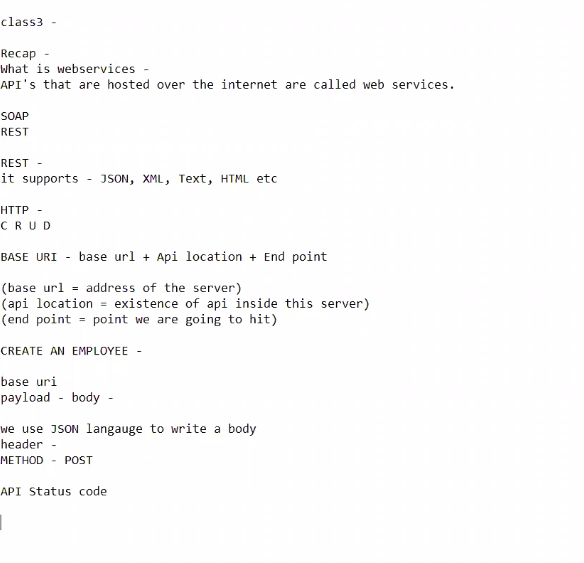 class3 -
Recap -
What is webservices -
API's that are hosted over the internet are called web services.
SOAP
REST
REST -
it supports - JSON, XML, Text, HTML etc
HTTP -
C R U D
BASE URI - base url + Api location + End point
(base url = address of the server)
(api location = existence of api inside this server)
(end point = point we are going to hit)
CREATE AN EMPLOYEE -
base uri
payload - body -
we use JSON langauge to write a body
header -
METHOD - POST
API Status code